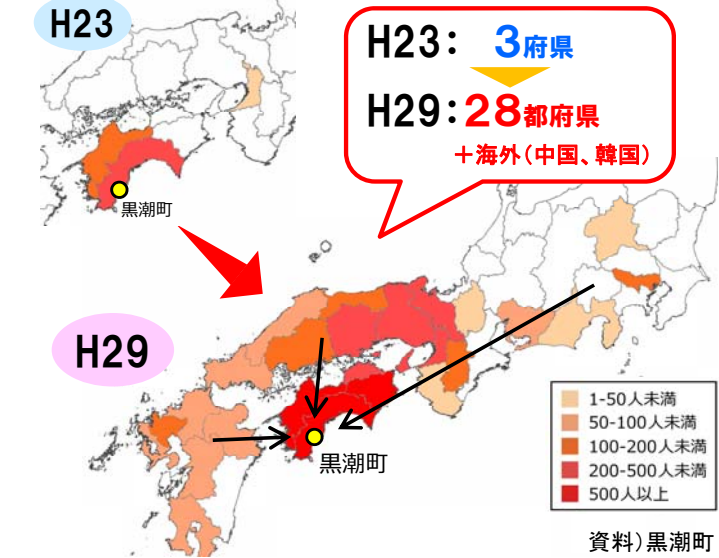 H23
H23： 3府県
H29：28都府県
＋海外（中国、韓国）
黒潮町
H29
黒潮町
1-50人未満
50-100人未満
100-200人未満
200-500人未満
500人以上
資料）黒潮町